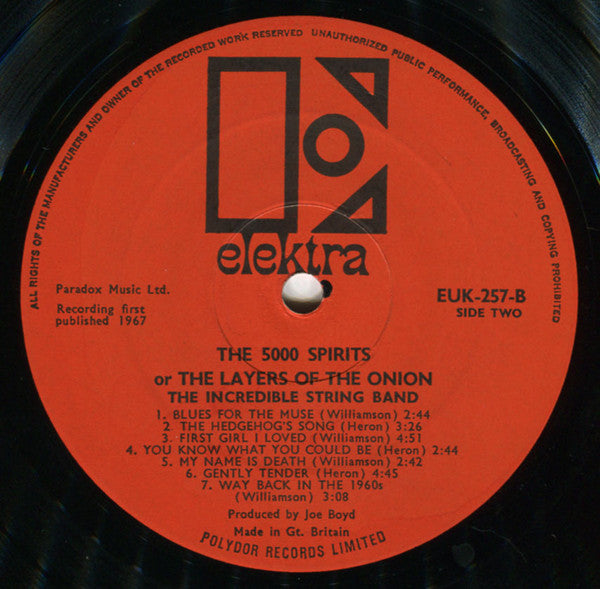 ALL RIGHTS OF THE MANUFACTURERS AND OWNER OF THE RECORDED WORK RESERVED UNAUTHORIZED PUBLIC PERFORMANCE, BROADCASTING AND COPYING PROHIBITED
elektra
Paradox Music Ltd.
Recording first
published 1967
EUK-257-B
SIDE TWO
THE 5000 SPIRITS
or THE LAYERS OF THE ONION
THE INCREDIBLE STRING BAND
1. BLUES FOR THE MUSE (Williamson) 2:44
2. THE HEDGEHOG'S SONG (Heron) 3:26
3. FIRST GIRL I LOVED (Williamson) 4:51
4. YOU KNOW WHAT YOU COULD BE (Heron) 2:44
5. MY NAME IS DEATH (Williamson) 2:42
6. GENTLY TENDER (Heron) 4:45
7. WAY BACK IN THE 1960s
(Williamson) 3:08
Produced by Joe Boyd
Made in Gt. Britain
POLYDOR RECORDS LIMITED